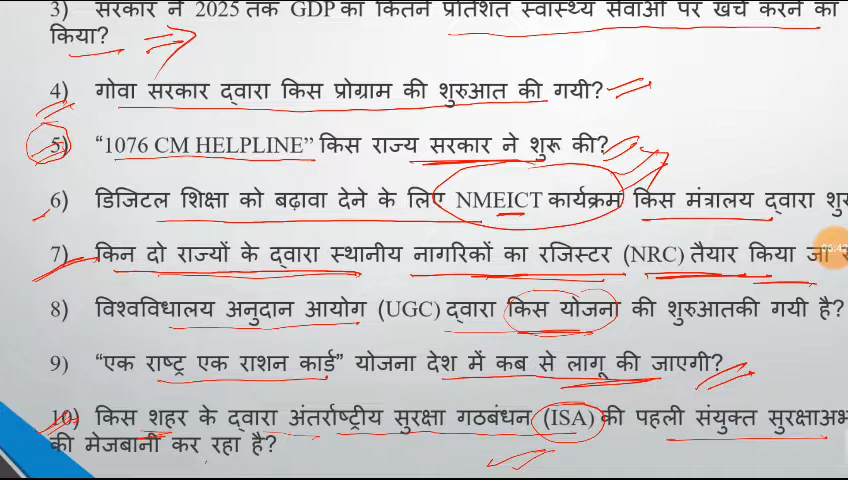 3) सरकार ने 2025 तक GDP का कितने प्रतिशत स्वास्थ्य सेवाओं पर खर्च करने का
किया?
4) गोवा सरकार द्वारा किस प्रोग्राम की शुरुआत की गयी?
5) “1076 CM HELPLINE” किस राज्य सरकार ने शुरू की?
6) डिजिटल शिक्षा को बढ़ावा देने के लिए NMEICT कार्यक्रम किस मंत्रालय द्वारा
7) किन दो राज्यों के द्वारा स्थानीय नागरिकों का रजिस्टर (NRC) तैयार किया जा
8) विश्वविधालय अनुदान आयोग (UGC) द्वारा किस योजना की शुरुआतकी गयी है?
9) “एक राष्ट्र एक राशन कार्ड” योजना देश में कब से लागू की जाएगी?
10) किस शहर के द्वारा अंतर्राष्ट्रीय सुरक्षा गठबंधन (ISA) की पहली संयुक्त
की मेजबानी कर रहा है?